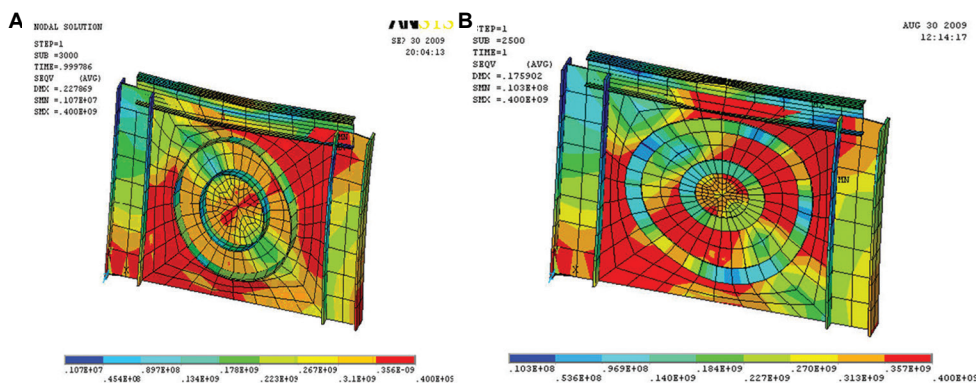 A
NODAL SOLUTION
STEP=1
SUB =3000
TIME=.999786
SEQV (AVG)
DMX =.227869
SMN =.107E+07
SMX =.400E+09
30 2009
20:04:13
MN
X
.107E+07
.454E+08
.897E+08
.134E+09
.178E+09
.223E+09
.267E+09
.311E+09
.356E-09
B
STEP=1
SUB =2500
TIME=1
SEQV (AVG)
DMX =.175902
SMN =.103E+08
SMX =.400E+09
AUG 30 2009
12:14:17
MN
X
.103E+08
.536E+08
.969E+08
.140E+09
.184E+09
.227E+09
.270E+09
.313E+09
.357E+09
.400E+09